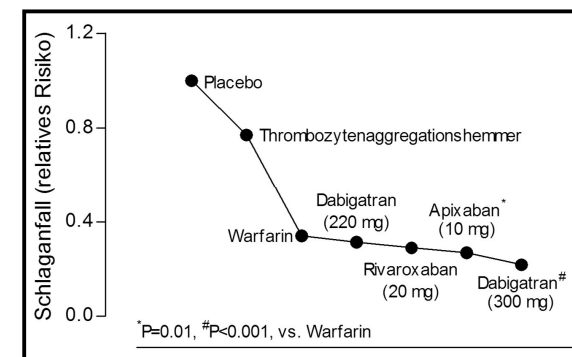 Schlaganfall (relatives Risiko)
1.2
0.8
0.4
0.0
Placebo
Thrombozytenaggregationshemmer
Warfarin
Dabigatran
(220 mg)
Rivaroxaban
(20 mg)
Apixaban*
(10 mg)
Dabigatran#
(300 mg)
*P=0.01, #P<0.001, vs. Warfarin